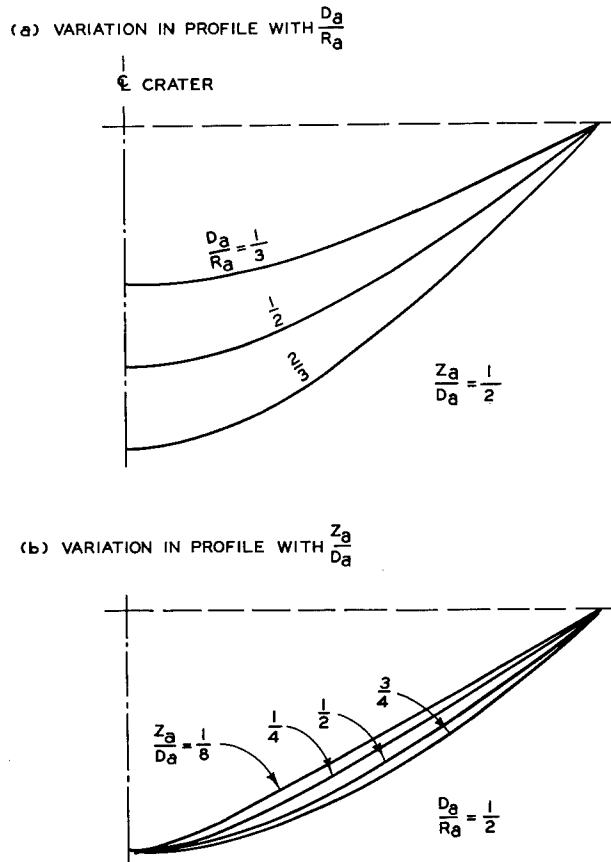 (a) VARIATION IN PROFILE WITH Da/Ra
℄ CRATER
Da/Ra = 1/3
1/2
2/3
Za/Da = 1/2
(b) VARIATION IN PROFILE WITH Za/Da
Za/Da = 1/8
1/4
1/2
3/4
Da/Ra = 1/2